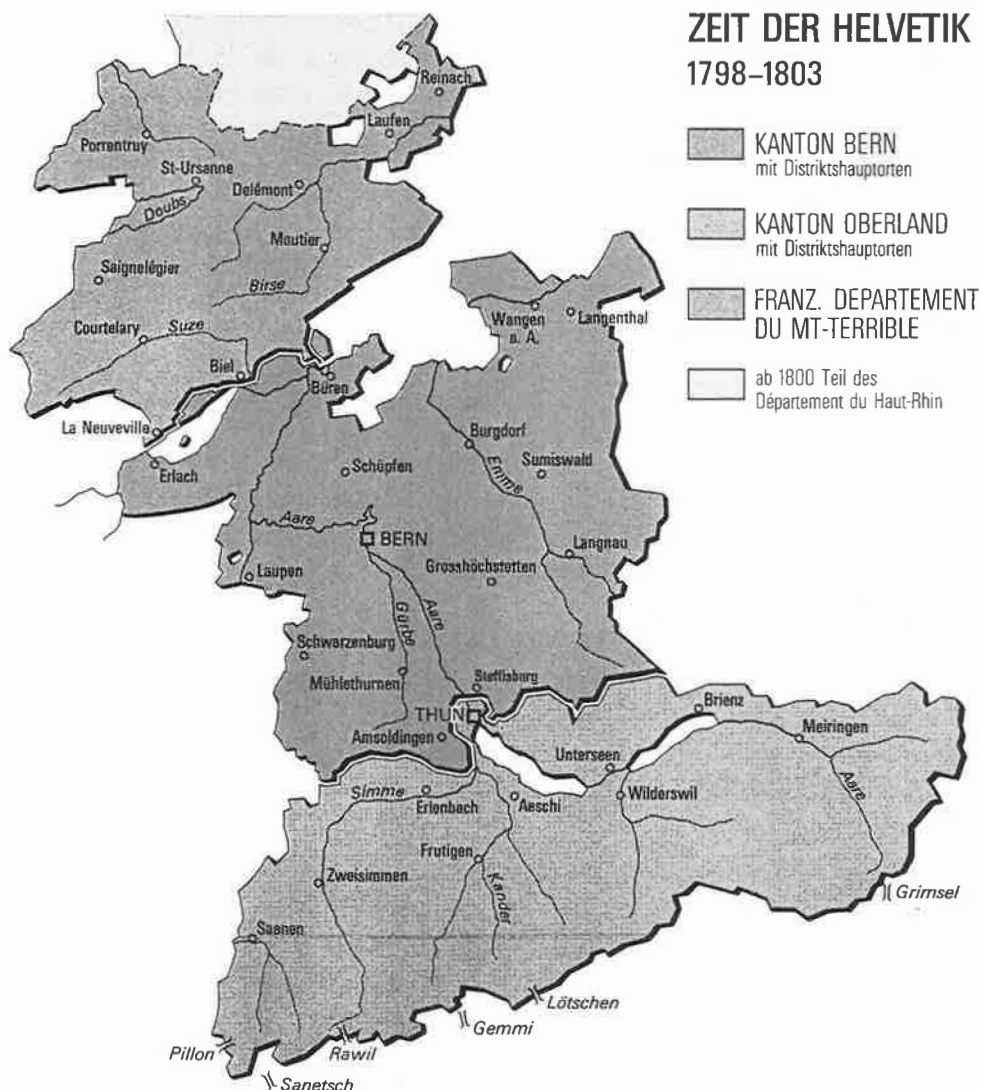 ZEIT DER HELVETIK
1798–1803
KANTON BERN
mit Distriktshauptorten
KANTON OBERLAND
mit Distriktshauptorten
FRANZ. DEPARTEMENT
DU MT-TERRIBLE
ab 1800 Teil des
Département du Haut-Rhin
Reinach
Laufen
Porrentruy
St-Ursanne
Delémont
Doubs
Moutier
Saignelégier
Birse
Courtelary
Suze
Biel
Büren
La Neuveville
Erlach
Wangen
a. A.
Langenthal
Burgdorf
Schüpfen
Emme
Sumiswald
Aare
BERN
Langnau
Laupen
Grosshöchstetten
Gürbe
Aare
Schwarzenburg
Mühlethurnen
Steffisburg
THUN
Amsoldingen
Brienz
Meiringen
Unterseen
Aare
Simme
Erlenbach
Aeschi
Wilderswil
Frutigen
Zweisimmen
Kander
Grimsel
Saanen
Lötschen
Gemmi
Pillon
Rawil
Sanetsch